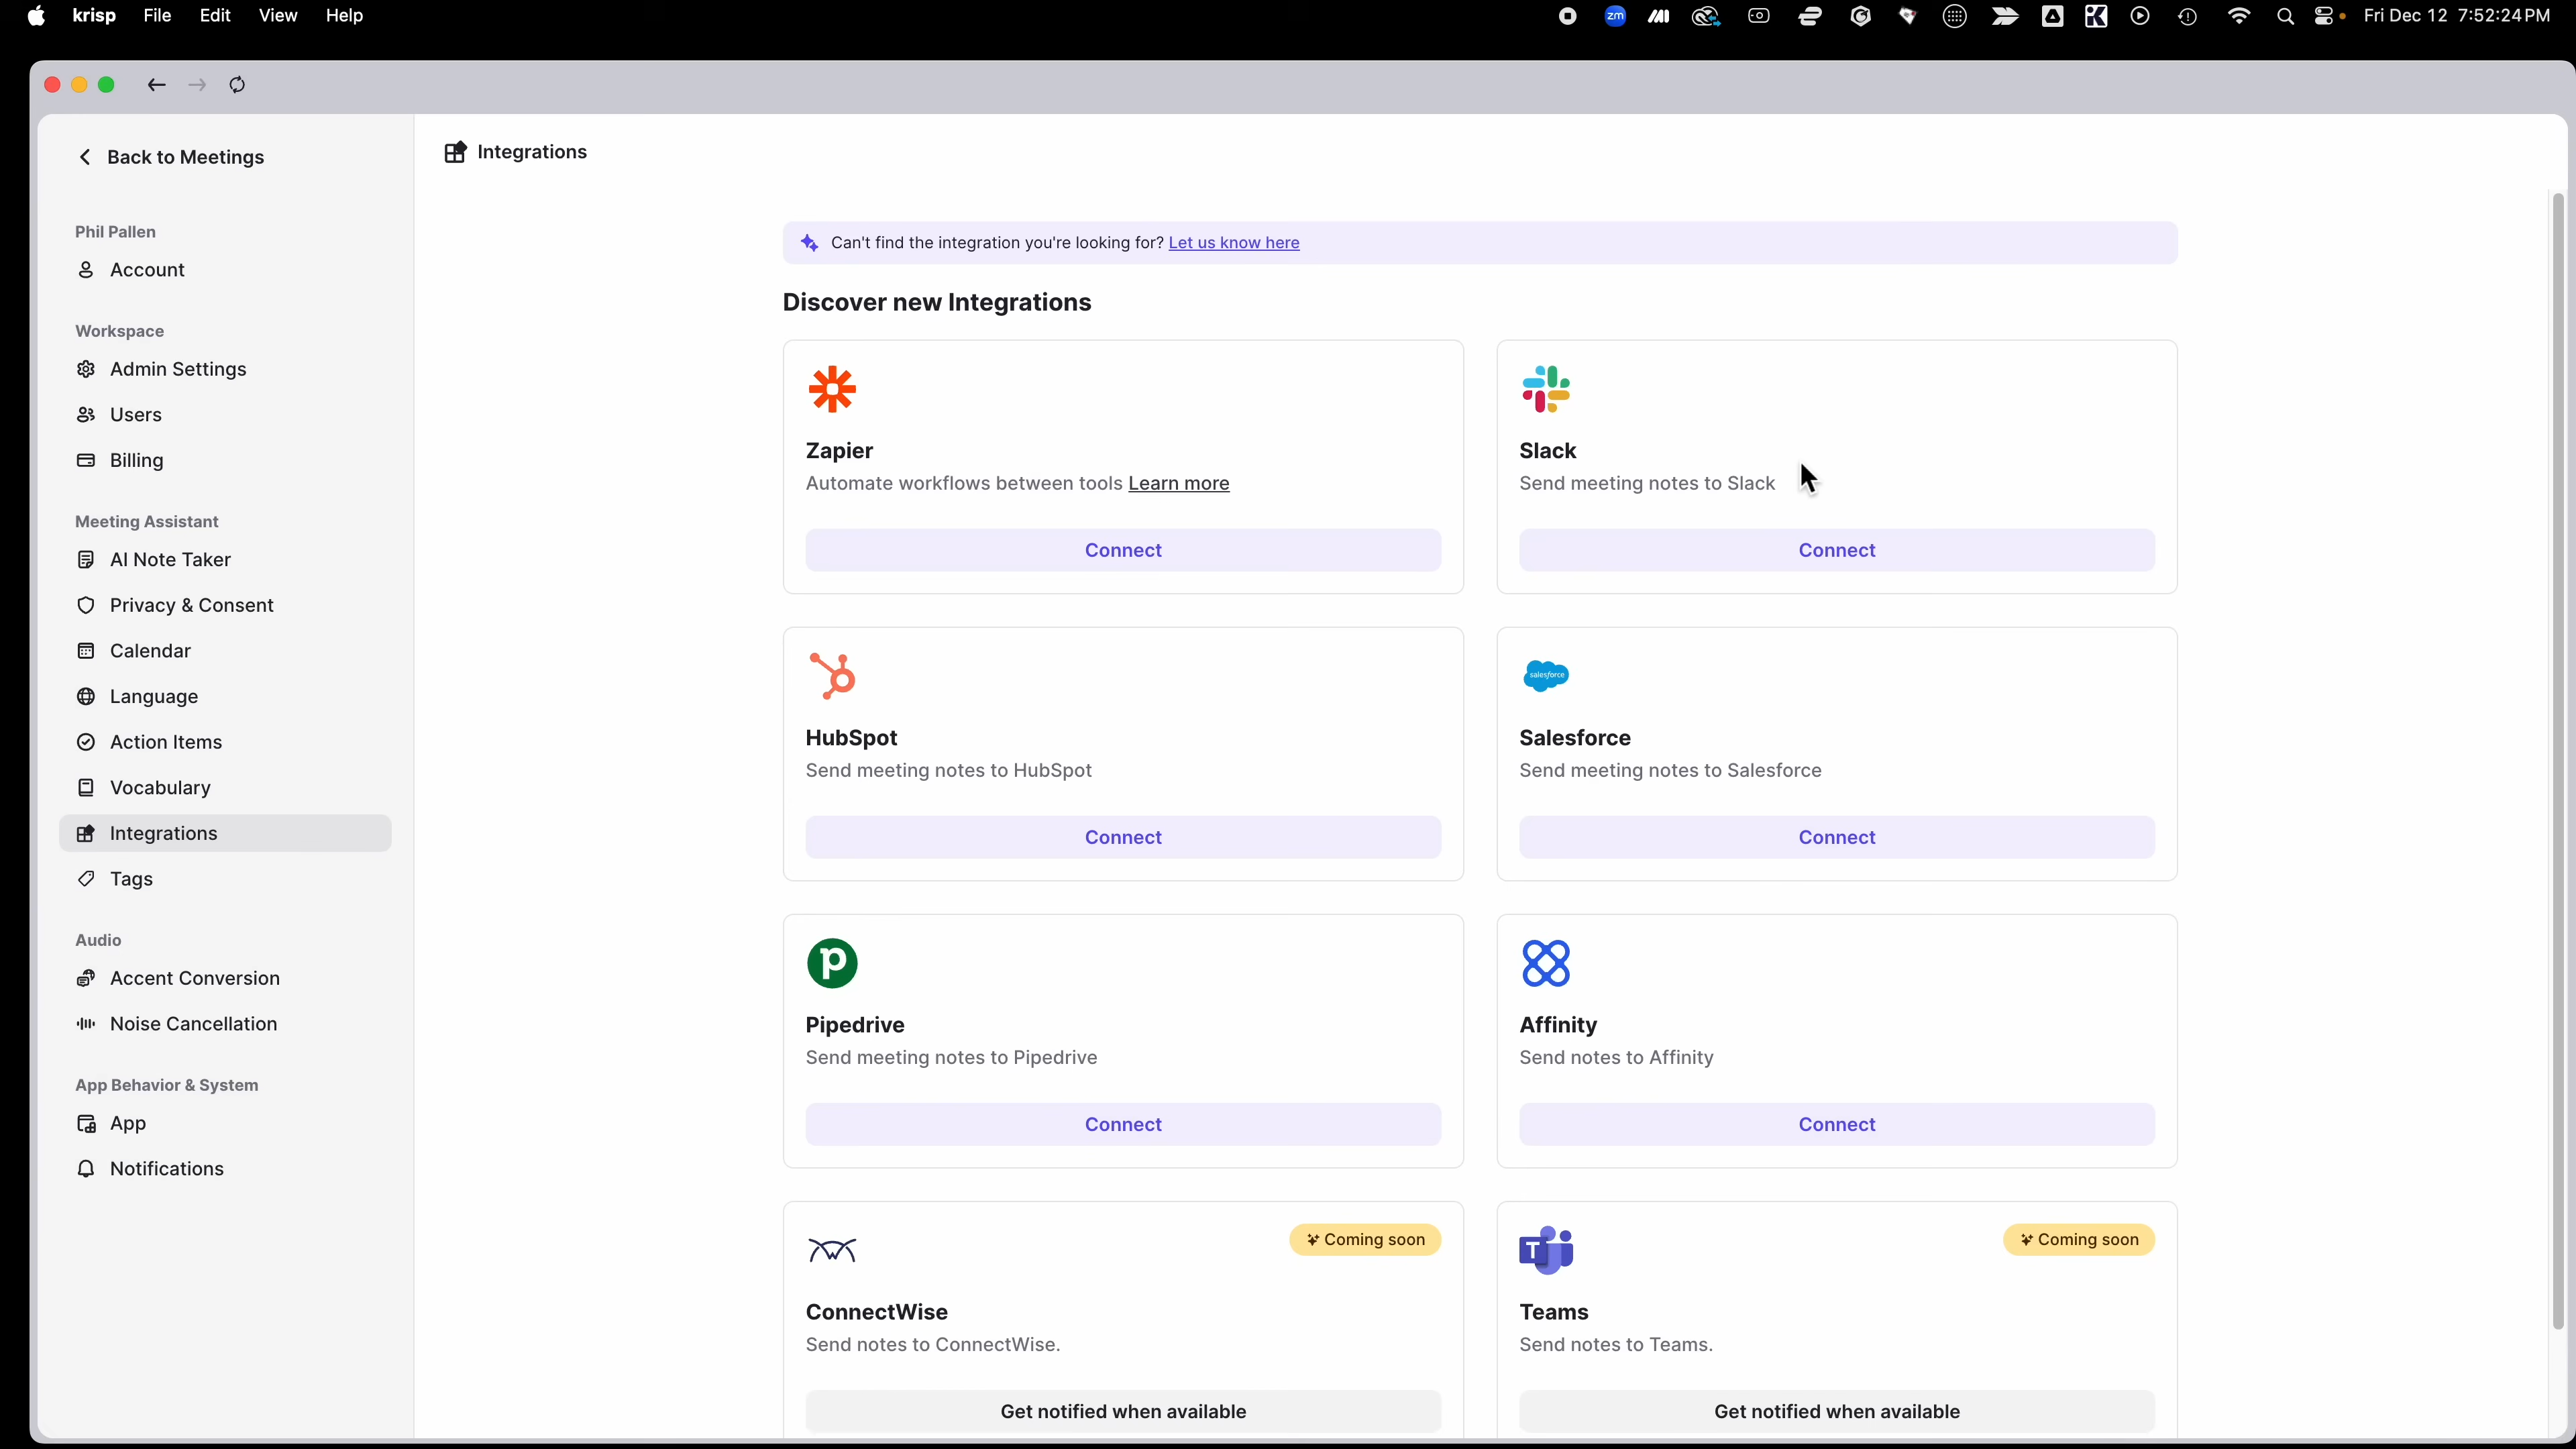 krisp File Edit View Help
zm
Fri Dec 12 7:52:24 PM
Back to Meetings
Phil Pallen
Account
Workspace
Admin Settings
Users
Billing
Meeting Assistant
AI Note Taker
Privacy & Consent
Calendar
Language
Action Items
Vocabulary
Integrations
Tags
Audio
Accent Conversion
Noise Cancellation
App Behavior & System
App
Notifications
Integrations
Can't find the integration you're looking for? Let us know here
Discover new Integrations
Zapier
Automate workflows between tools Learn more
Connect
Slack
Send meeting notes to Slack
Connect
HubSpot
Send meeting notes to HubSpot
Connect
salesforce
Salesforce
Send meeting notes to Salesforce
Connect
Pipedrive
Send meeting notes to Pipedrive
Connect
Affinity
Send notes to Affinity
Connect
Coming soon
ConnectWise
Send notes to ConnectWise.
Get notified when available
T
Coming soon
Teams
Send notes to Teams.
Get notified when available